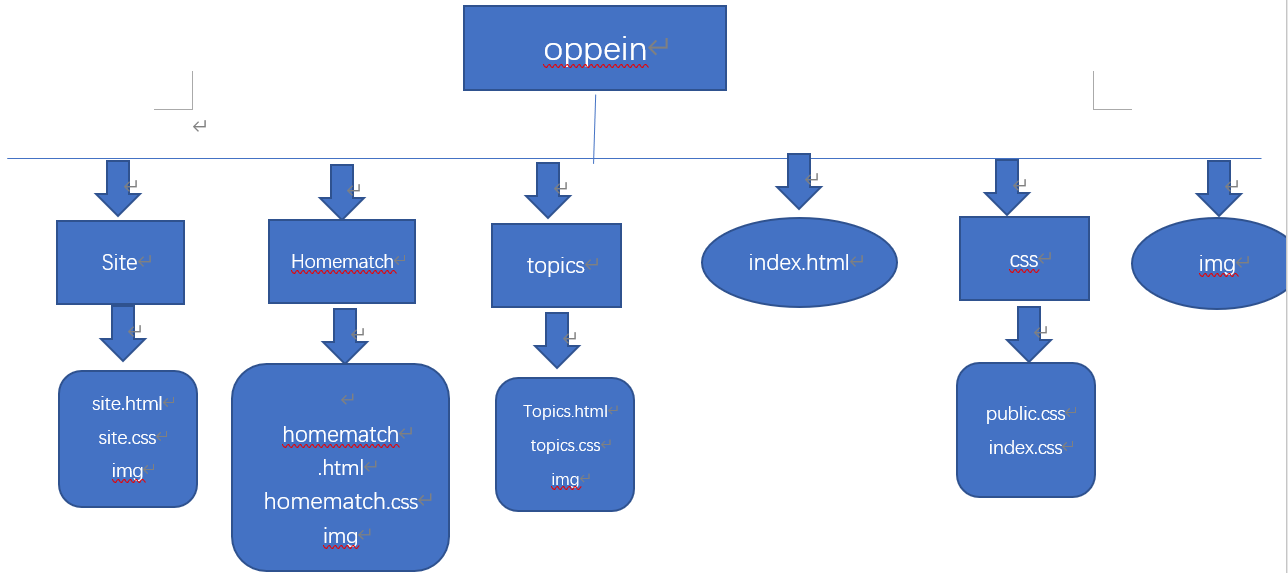 oppein
Site
Homematch
topics
index.html
css
img
site.html
site.css
img
homematch
.html
homematch.css
img
Topics.html
topics.css
img
public.css
index.css